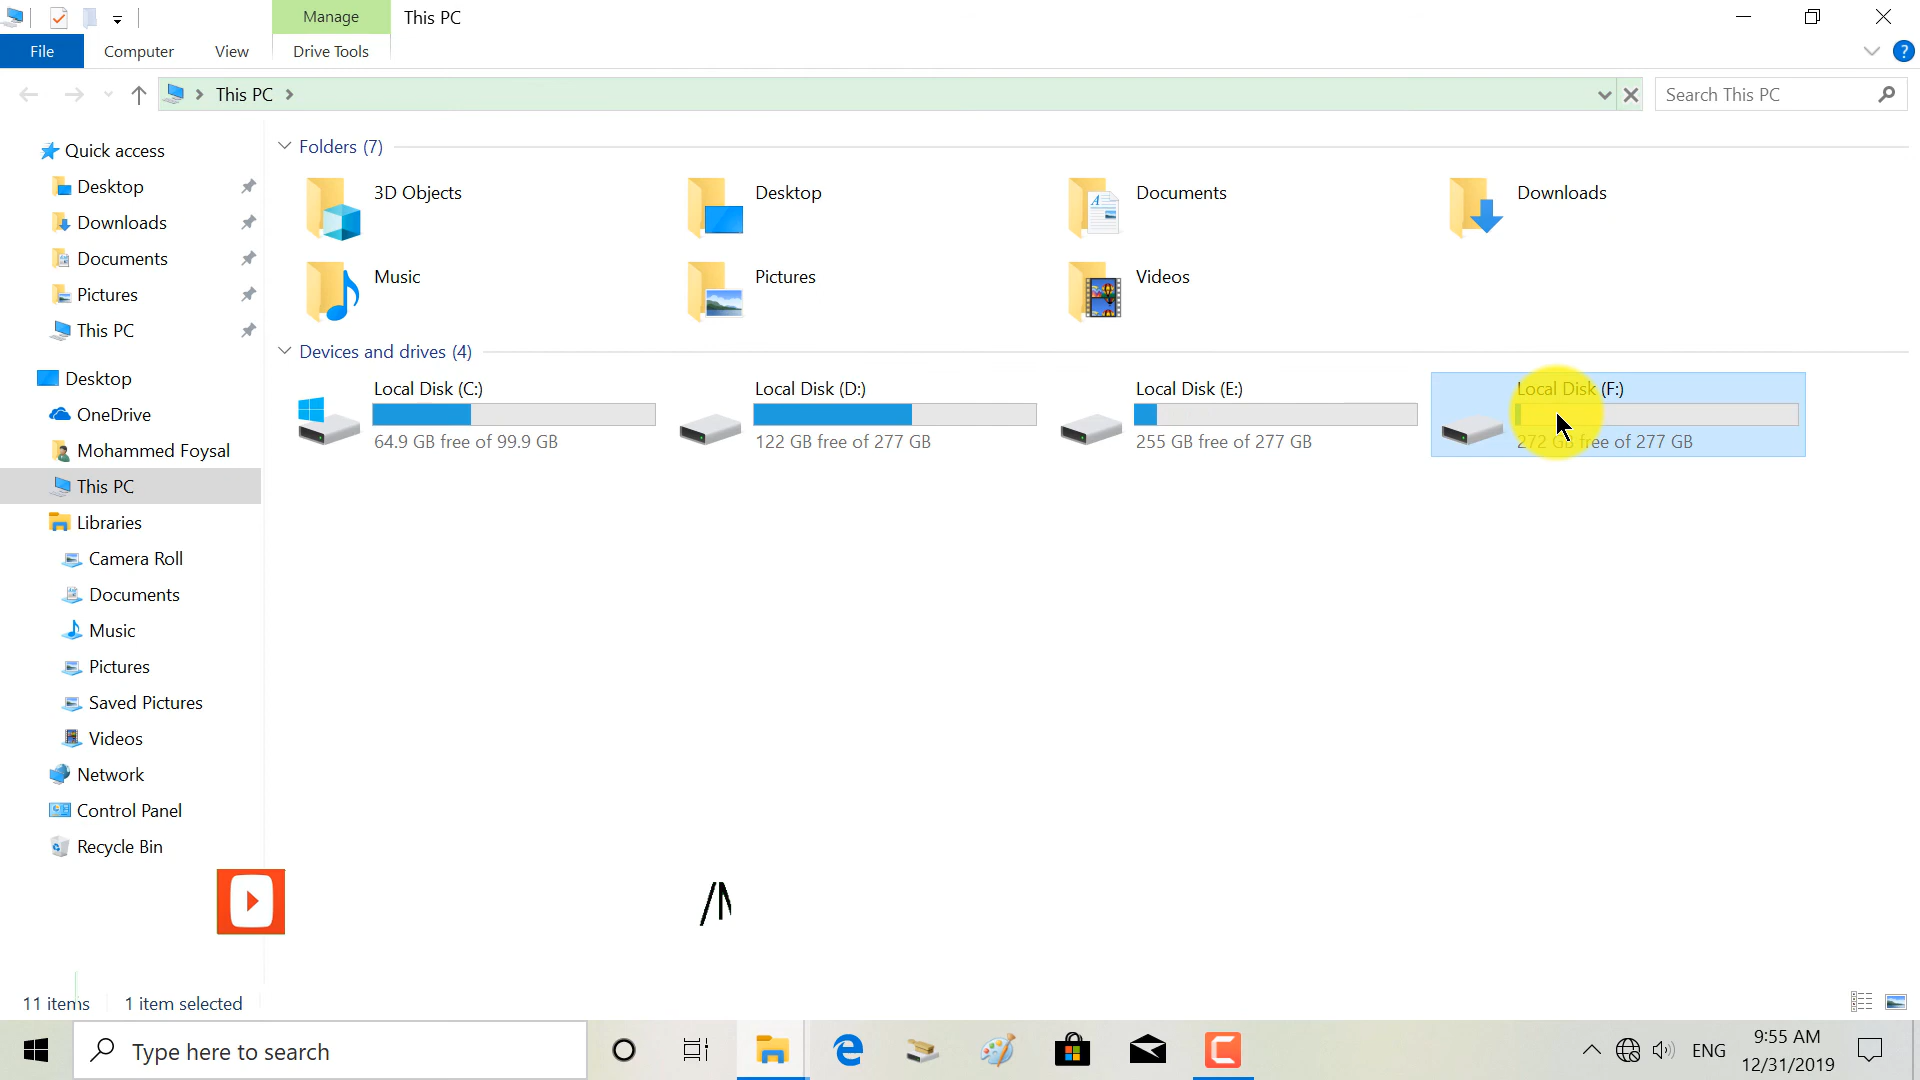 Manage
This PC
File
Computer
View
Drive Tools
This PC
Search This PC
Quick access
Desktop
Downloads
Documents
Pictures
This PC
Desktop
OneDrive
Mohammed Foysal
This PC
Libraries
Camera Roll
Documents
Music
Pictures
Saved Pictures
Videos
Network
Control Panel
Recycle Bin
Folders (7)
3D Objects
Desktop
Documents
Downloads
Music
Pictures
Videos
Devices and drives (4)
Local Disk (C:)
64.9 GB free of 99.9 GB
Local Disk (D:)
122 GB free of 277 GB
Local Disk (E:)
255 GB free of 277 GB
Local Disk (F:)
272 GB free of 277 GB
11 items
1 item selected
Type here to search
ENG
9:55 AM
12/31/2019